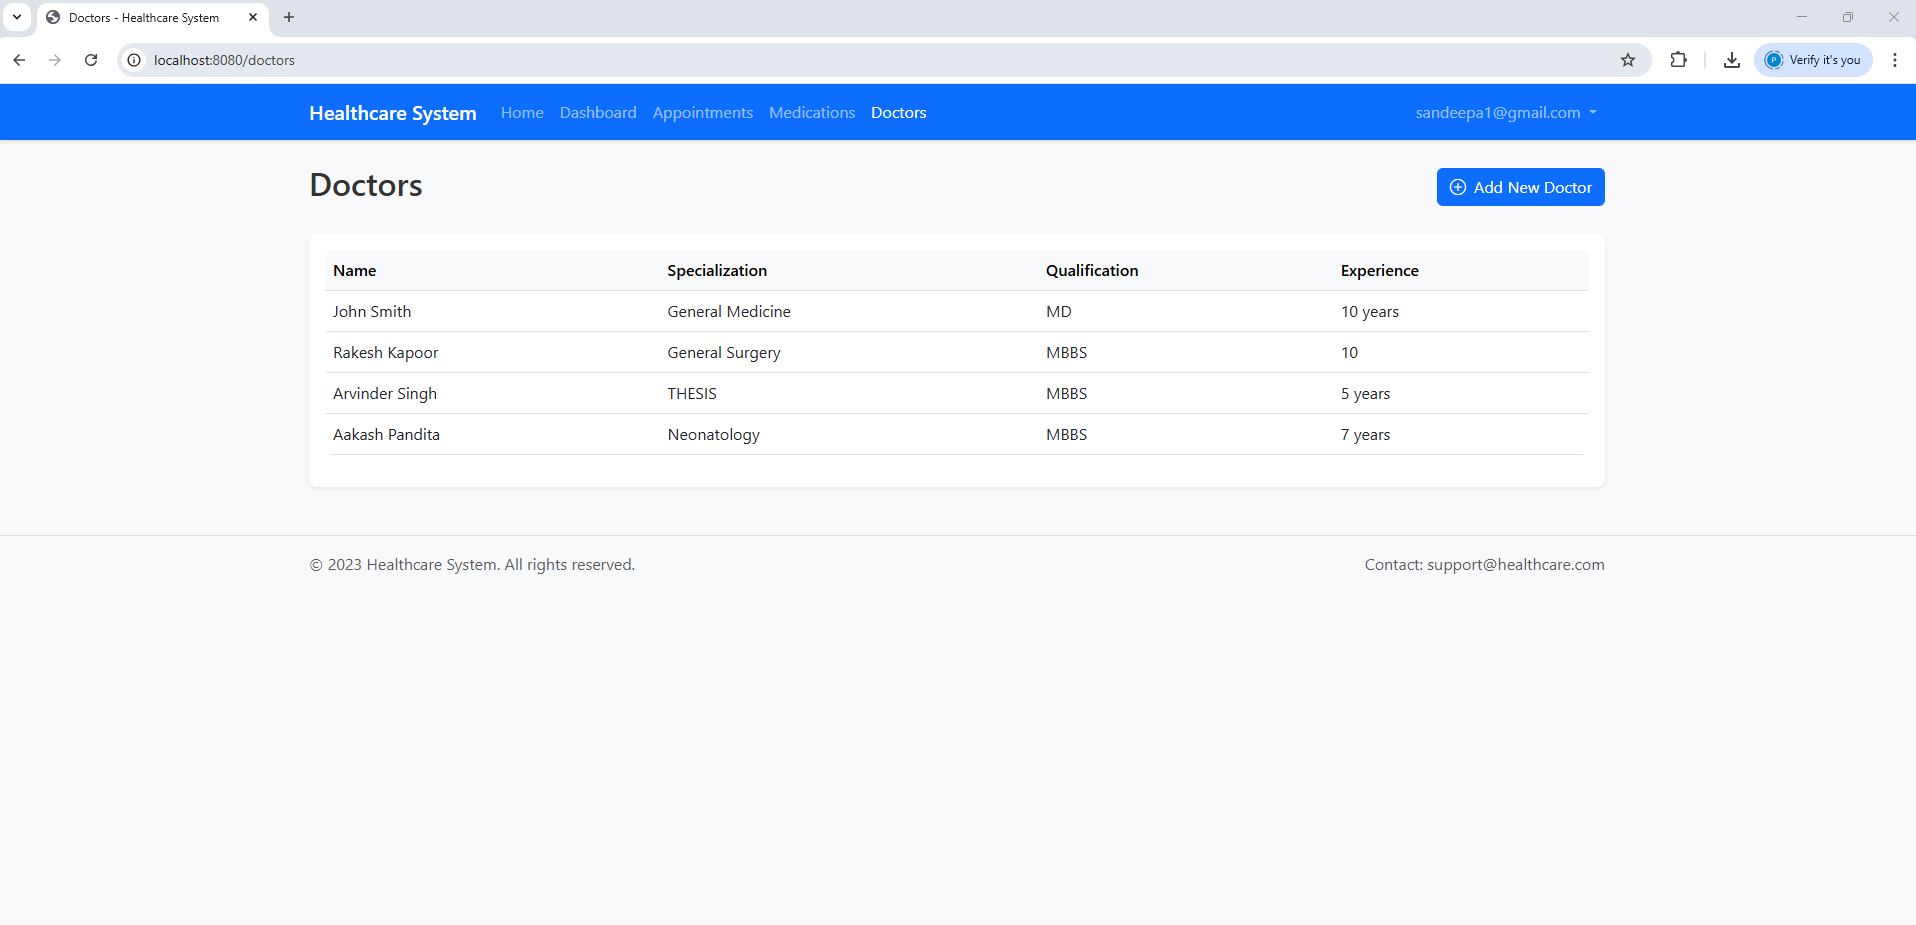 Doctors - Healthcare System
localhost:8080/doctors
P Verify it's you
Healthcare System Home Dashboard Appointments Medications Doctors sandeepa1@gmail.com
Doctors
Add New Doctor
Name Specialization Qualification Experience
John Smith General Medicine MD 10 years
Rakesh Kapoor General Surgery MBBS 10
Arvinder Singh THESIS MBBS 5 years
Aakash Pandita Neonatology MBBS 7 years
© 2023 Healthcare System. All rights reserved. Contact: support@healthcare.com